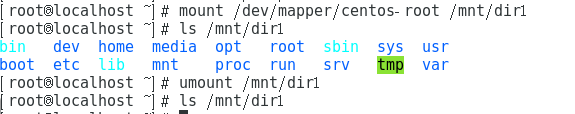 [root@localhost ~]# mount /dev/mapper/centos-root /mnt/dir1
[root@localhost ~]# ls /mnt/dir1
bin dev home media opt root sbin sys usr
boot etc lib mnt proc run srv tmp var
[root@localhost ~]# umount /mnt/dir1
[root@localhost ~]# ls /mnt/dir1
[root@localhost ~]#